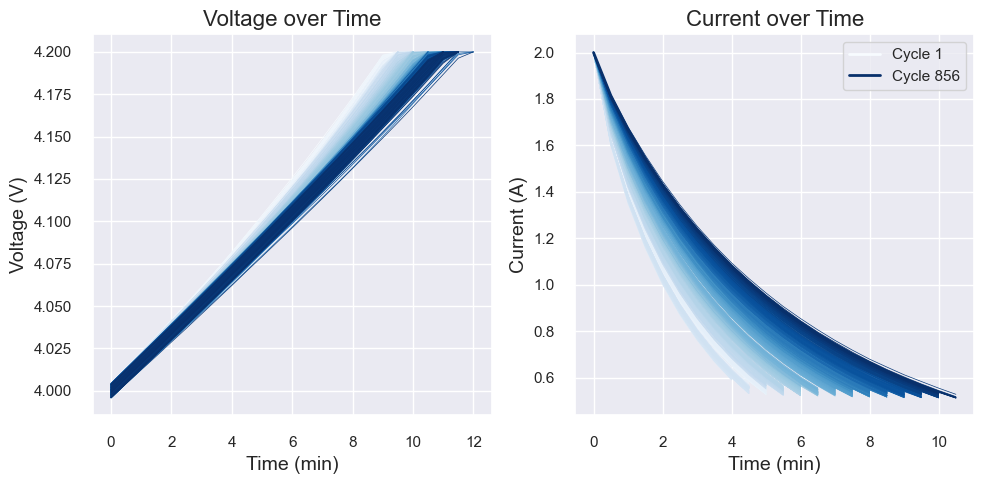 Voltage over Time
Voltage (V)
4.200
4.175
4.150
4.125
4.100
4.075
4.050
4.025
4.000
0 2 4 6 8 10 12
Time (min)
Current over Time
Current (A)
2.0
1.8
1.6
1.4
1.2
1.0
0.8
0.6
Cycle 1
Cycle 856
0 2 4 6 8 10
Time (min)